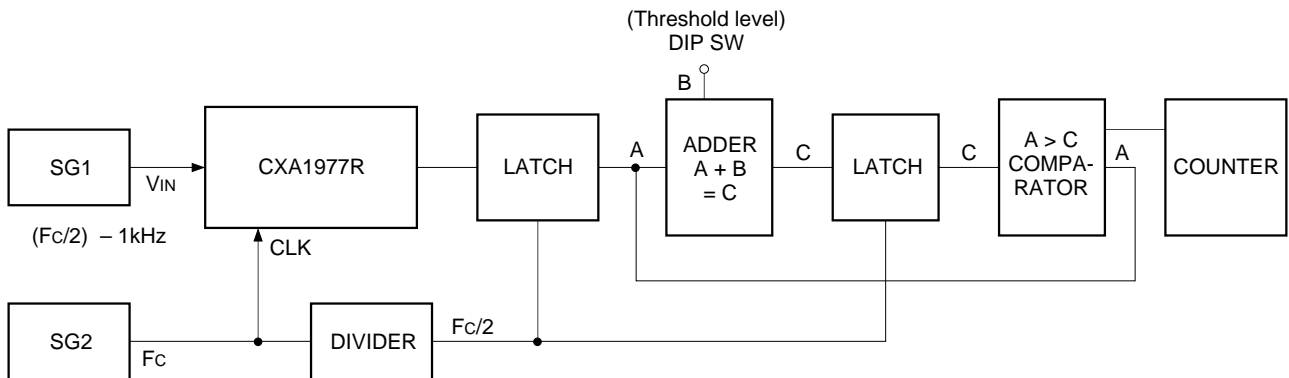 (Threshold level)
DIP SW
B
SG1
VIN
(FC/2) – 1kHz
CXA1977R
CLK
LATCH
A
ADDER
A + B
= C
C
LATCH
C
A > C
COMPA-
RATOR
A
COUNTER
SG2
FC
DIVIDER
FC/2